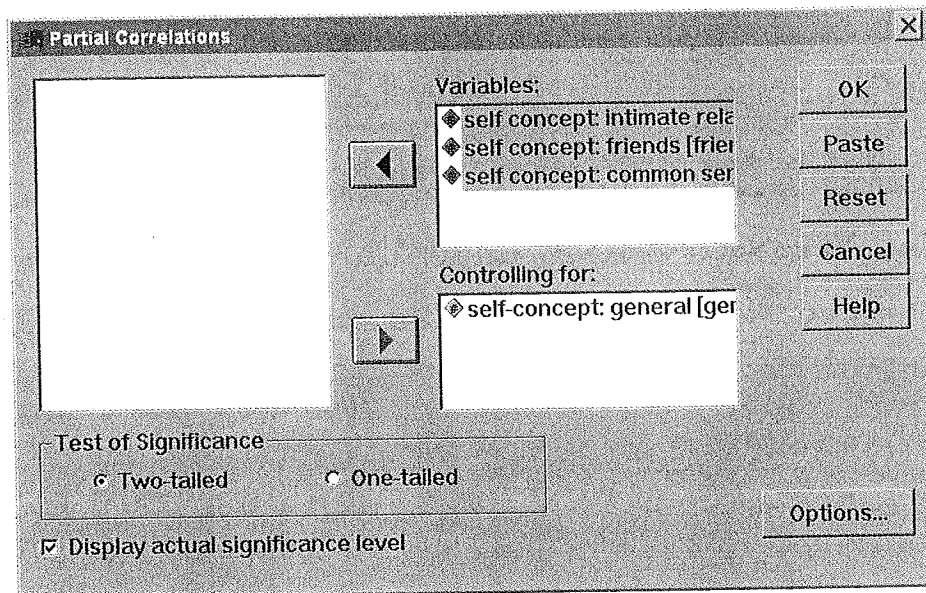 Partial Correlations
Variables:
self concept: intimate rela
self concept: friends [frier
self concept: common ser
Controlling for:
self-concept: general [ger
OK
Paste
Reset
Cancel
Help
Test of Significance
Two-tailed
One-tailed
Display actual significance level
Options...